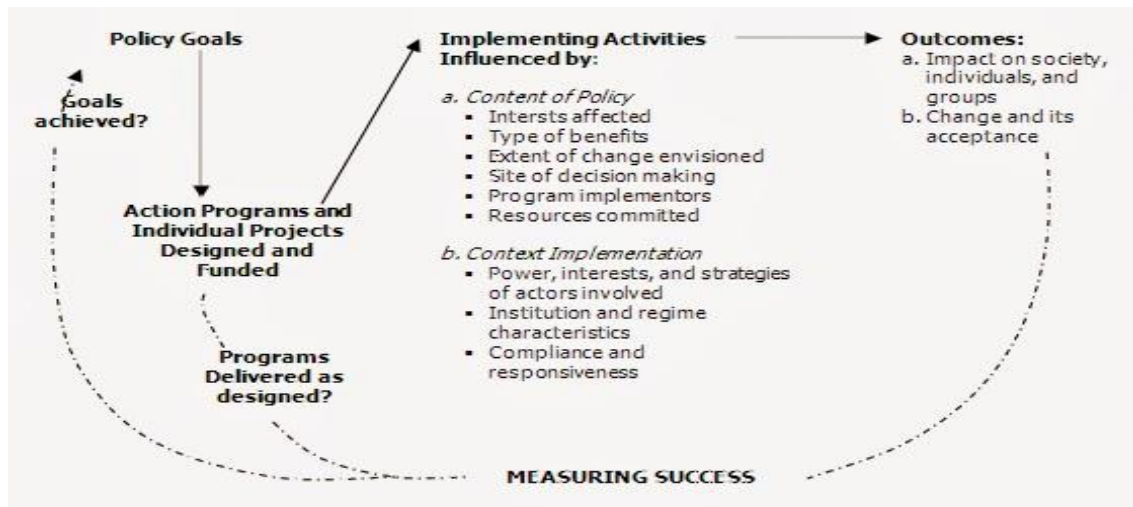 Policy Goals
Goals
achieved?
Action Programs and
Individual Projects
Designed and
Funded
Programs
Delivered as
designed?
Implementing Activities
Influenced by:
a. Content of Policy
▪ Intersts affected
▪ Type of benefits
▪ Extent of change envisioned
▪ Site of decision making
▪ Program implementors
▪ Resources committed
b. Context Implementation
▪ Power, interests, and strategies
of actors involved
▪ Institution and regime
characteristics
▪ Compliance and
responsiveness
Outcomes:
a. Impact on society,
individuals, and
groups
b. Change and its
acceptance
MEASURING SUCCESS